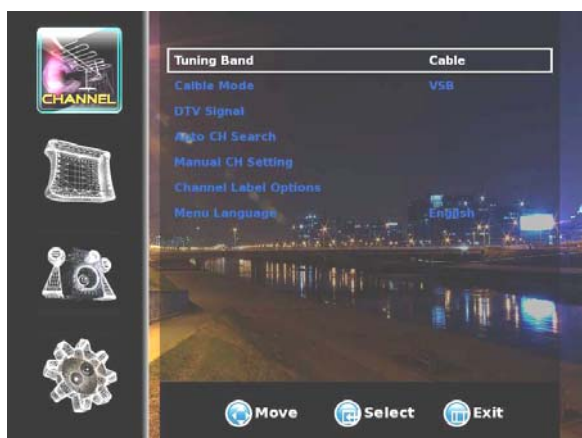 CHANNEL
Tuning Band Cable
Calble Mode VSB
DTV Signal
Auto CH Search
Manual CH Setting
Channel Label Options
Menu Language English
Move Select Exit